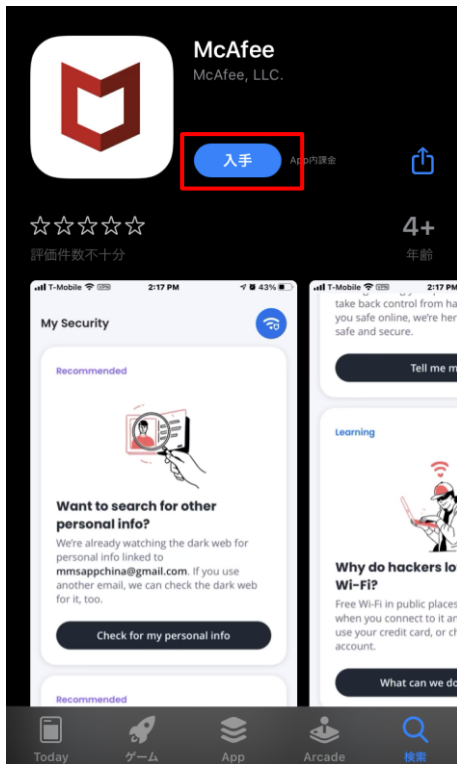 McAfee
McAfee, LLC.
入手
App内課金
☆☆☆☆☆
4+
評価件数不十分
年齢
T-Mobile VPN 2:17 PM 43%
My Security
Recommended
Want to search for other
personal info?
We're already watching the dark web for
personal info linked to
mmsappchina@gmail.com. If you use
another email, we can check the dark web
for it, too.
Check for my personal info
Recommended
T-Mobile VPN 2:17 PM
take back control from ha
you safe online, we're her
safe and secure.
Tell me m
Learning
Why do hackers lo
Wi-Fi?
Free Wi-Fi in public places
when you connect to it an
use your credit card, or ch
account.
What can we do
Today
ゲーム
App
Arcade
検索